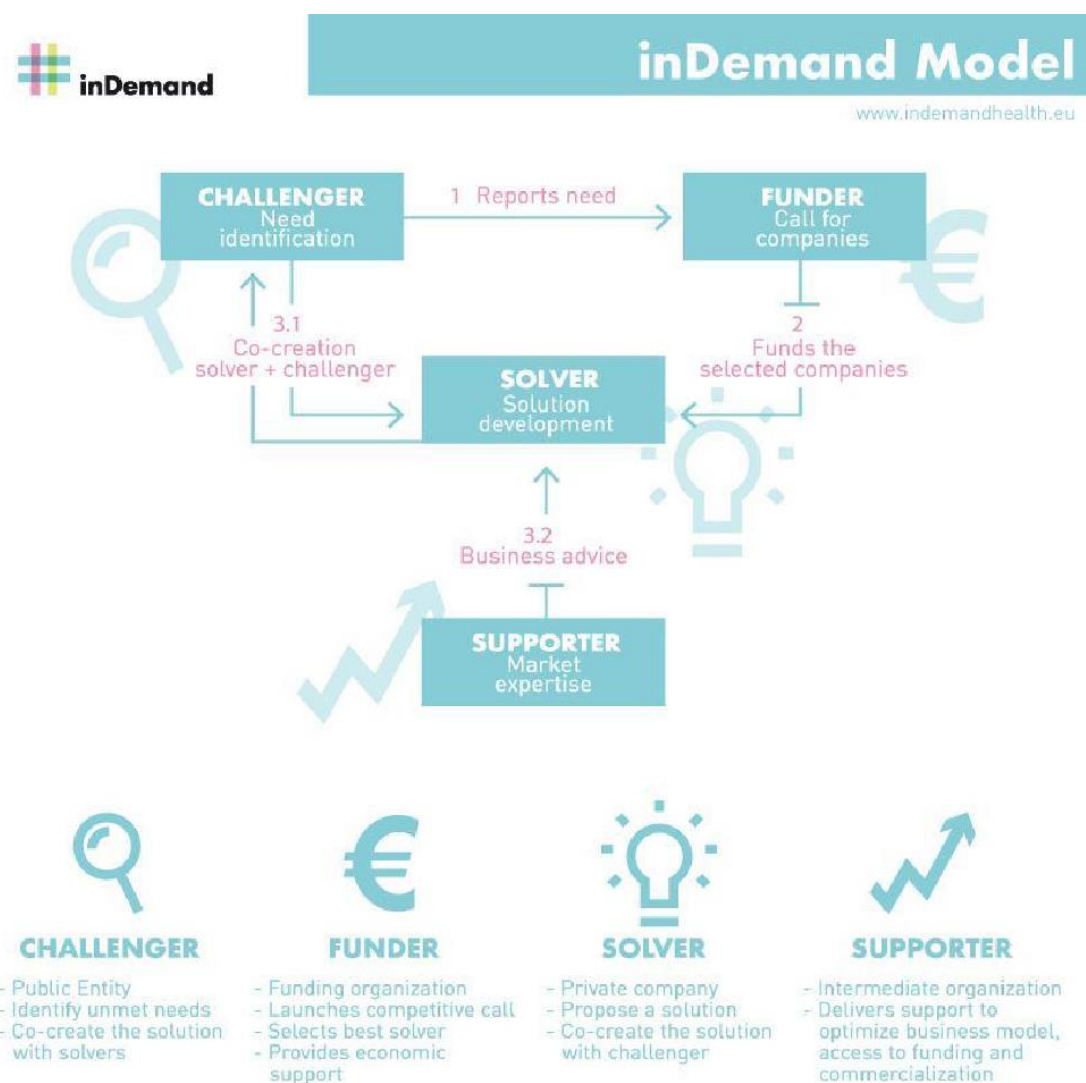 inDemand
inDemand Model
www.indemandhealth.eu
CHALLENGER
Need
identification
1 Reports need
FUNDER
Call for
companies
3.1
Co-creation
solver + challenger
2
Funds the
selected companies
SOLVER
Solution
development
3.2
Business advice
SUPPORTER
Market
expertise
CHALLENGER
- Public Entity
- Identify unmet needs
- Co-create the solution
with solvers
FUNDER
- Funding organization
- Launches competitive call
- Selects best solver
- Provides economic
support
SOLVER
- Private company
- Propose a solution
- Co-create the solution
with challenger
SUPPORTER
- Intermediate organization
- Delivers support to
optimize business model,
access to funding and
commercialization